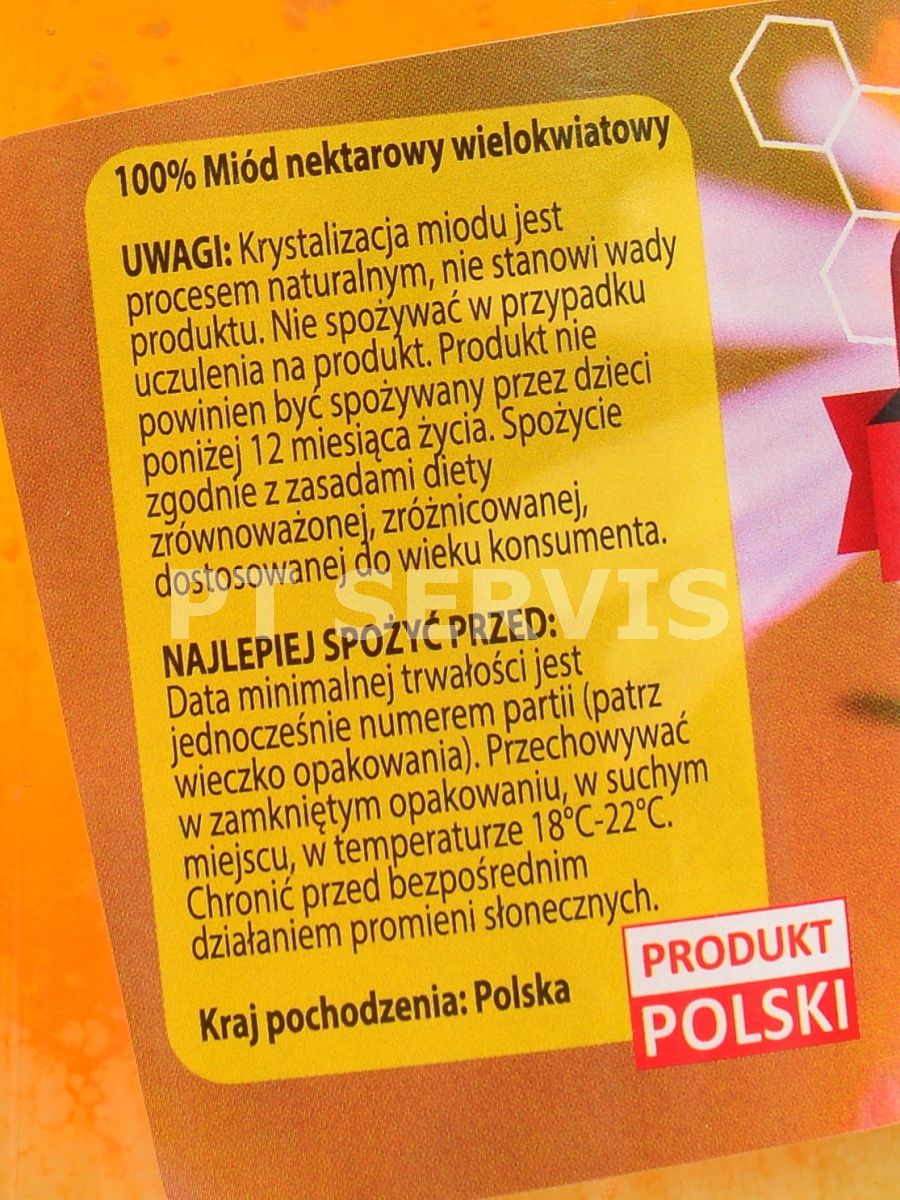 100% Miód nektarowy wielokwiatowy
UWAGI: Krystalizacja miodu jest
procesem naturalnym, nie stanowi wady
produktu. Nie spożywać w przypadku
uczulenia na produkt. Produkt nie
powinien być spożywany przez dzieci
poniżej 12 miesiąca życia. Spożycie
zgodnie z zasadami diety
zrównoważonej, zróżnicowanej,
dostosowanej do wieku konsumenta.
PT SERVIS
NAJLEPIEJ SPOŻYĆ PRZED:
Data minimalnej trwałości jest
jednocześnie numerem partii (patrz
wieczko opakowania). Przechowywać
w zamkniętym opakowaniu, w suchym
miejscu, w temperaturze 18°C-22°C.
Chronić przed bezpośrednim
działaniem promieni słonecznych.
Kraj pochodzenia: Polska
PRODUKT
POLSKI